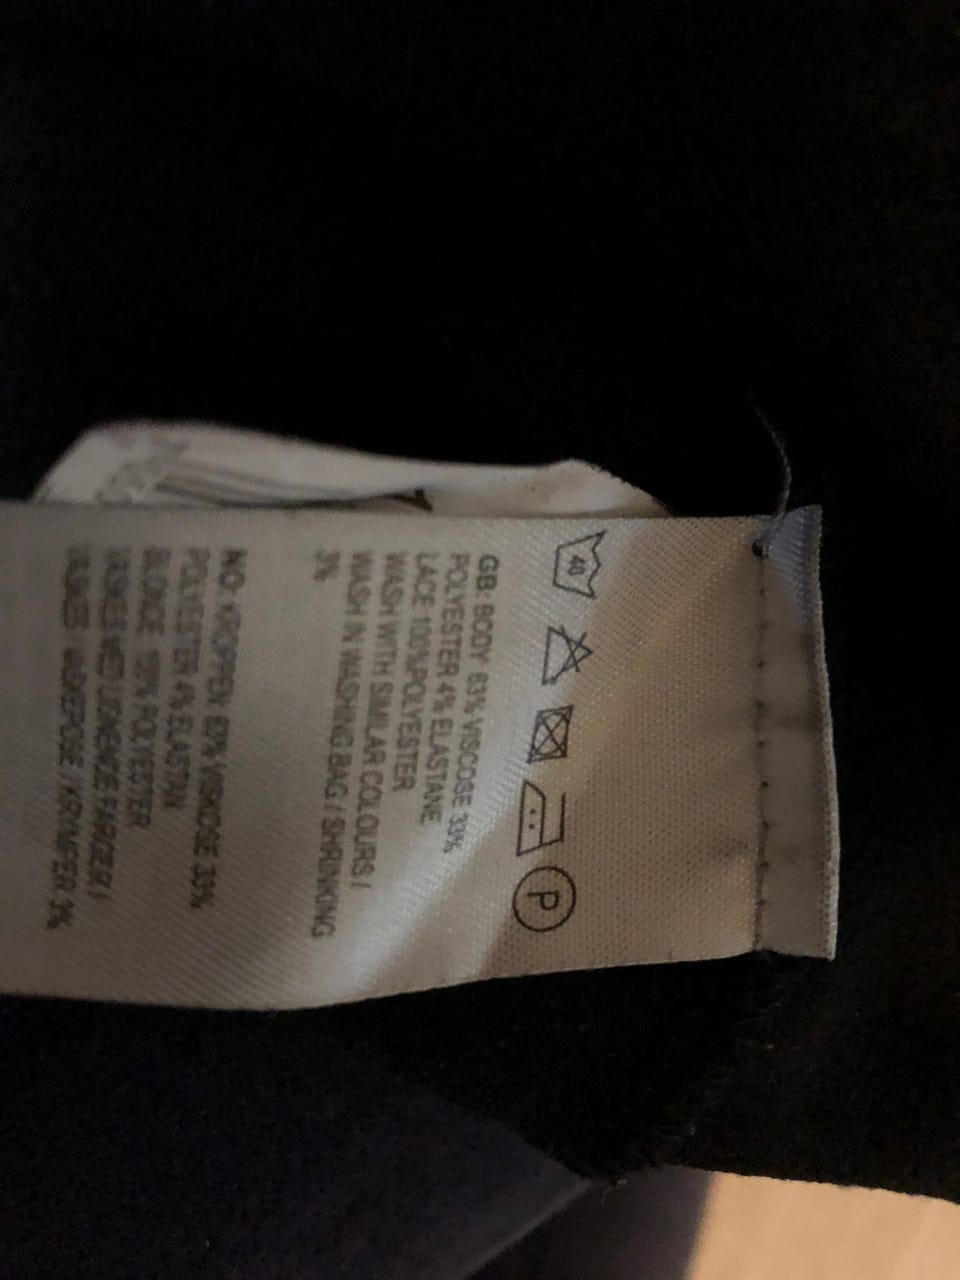 40
P
GB: BODY 63% VISCOSE 33%
POLYESTER 4% ELASTANE
LACE: 100%POLYESTER
WASH WITH SIMILAR COLOURS /
WASH IN WASHING BAG / SHRINKING
3%
NO: KROPPEN 63% VISKOSE 33%
POLYESTER 4% ELASTAN
BLONDE: 100% POLYESTER
VASKES MED LIGNENDE FARGER /
VASKES I VASKEPOSE / KRYMPER 3%